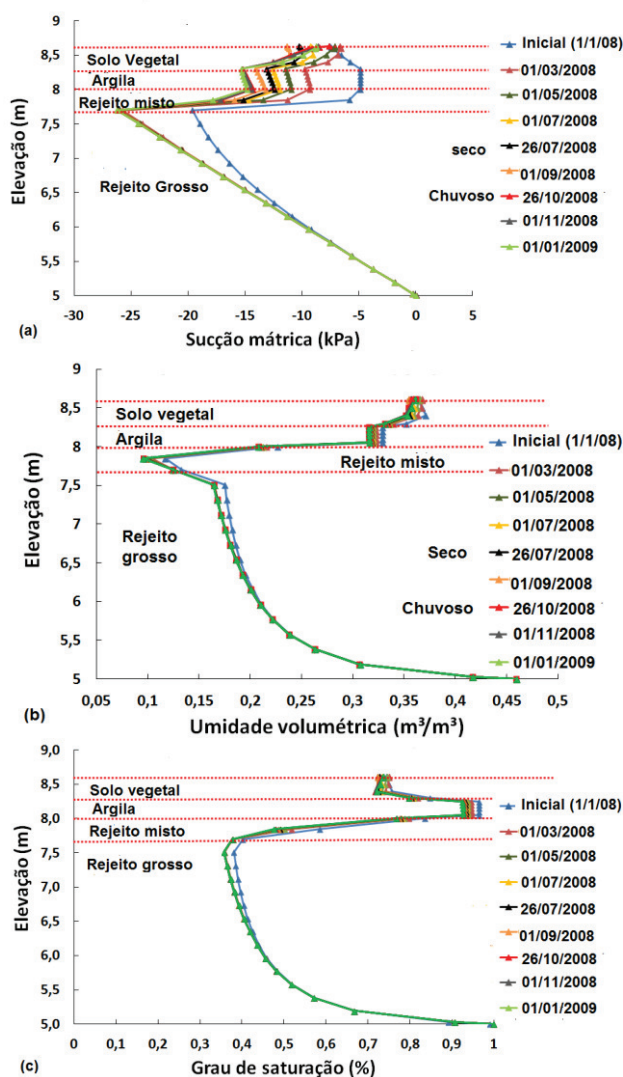 9
8,5
8
7,5
7
6,5
6
5,5
5
Elevação (m)
Solo Vegetal
Argila
Rejeito misto
Rejeito Grosso
Inicial (1/1/08)
01/03/2008
01/05/2008
01/07/2008
seco
26/07/2008
01/09/2008
Chuvoso
26/10/2008
01/11/2008
01/01/2009
-30 -25 -20 -15 -10 -5 0
(a)
Sucção mátrica (kPa)
9
8,5
8
7,5
7
6,5
6
5,5
5
Elevação (m)
Solo vegetal
Argila
Rejeito misto
Rejeito
grosso
Inicial (1/1/08)
01/03/2008
01/05/2008
01/07/2008
Seco
26/07/2008
01/09/2008
Chuvoso
26/10/2008
01/11/2008
01/01/2009
0,05 0,1 0,15 0,2 0,25 0,3 0,35 0,4 0,45 0,5
(b)
Umidade volumétrica (m³/m³)
9,0
8,5
8,0
7,5
7,0
6,5
6,0
5,5
5,0
Elevação (m)
Solo vegetal
Argila
Rejeito misto
Rejeito grosso
Inicial (1/1/08)
01/03/2008
01/05/2008
01/07/2008
26/07/2008
01/09/2008
26/10/2008
01/11/2008
01/01/2009
0 0,1 0,2 0,3 0,4 0,5 0,6 0,7 0,8 0,9 1
(c)
Grau de saturação (%)